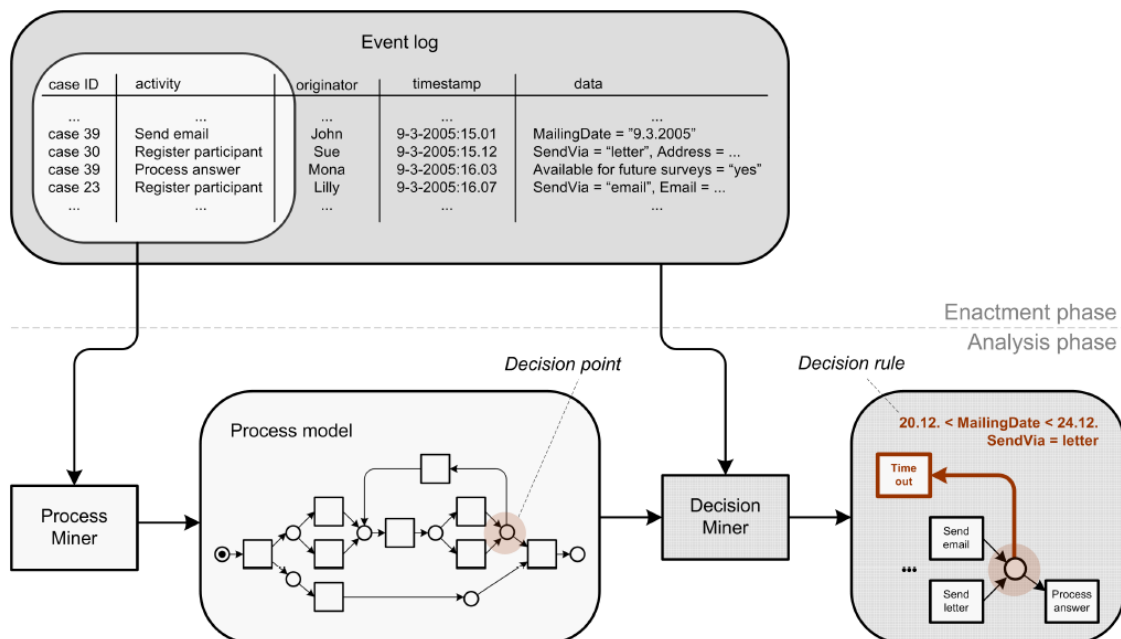 Event log
case ID activity originator timestamp data
... ... ... ... ...
case 39 Send email John 9-3-2005:15.01 MailingDate = ”9.3.2005”
case 30 Register participant Sue 9-3-2005:15.12 SendVia = “letter”, Address = ...
case 39 Process answer Mona 9-3-2005:16.03 Available for future surveys = “yes”
case 23 Register participant Lilly 9-3-2005:16.07 SendVia = “email”, Email = ...
... ... ... ... ...
Enactment phase
Analysis phase
Decision point
Decision rule
Process model
20.12. < MailingDate < 24.12.
SendVia = letter
Time
out
Process
Miner
Decision
Miner
Send
email
...
Send
letter
Process
answer